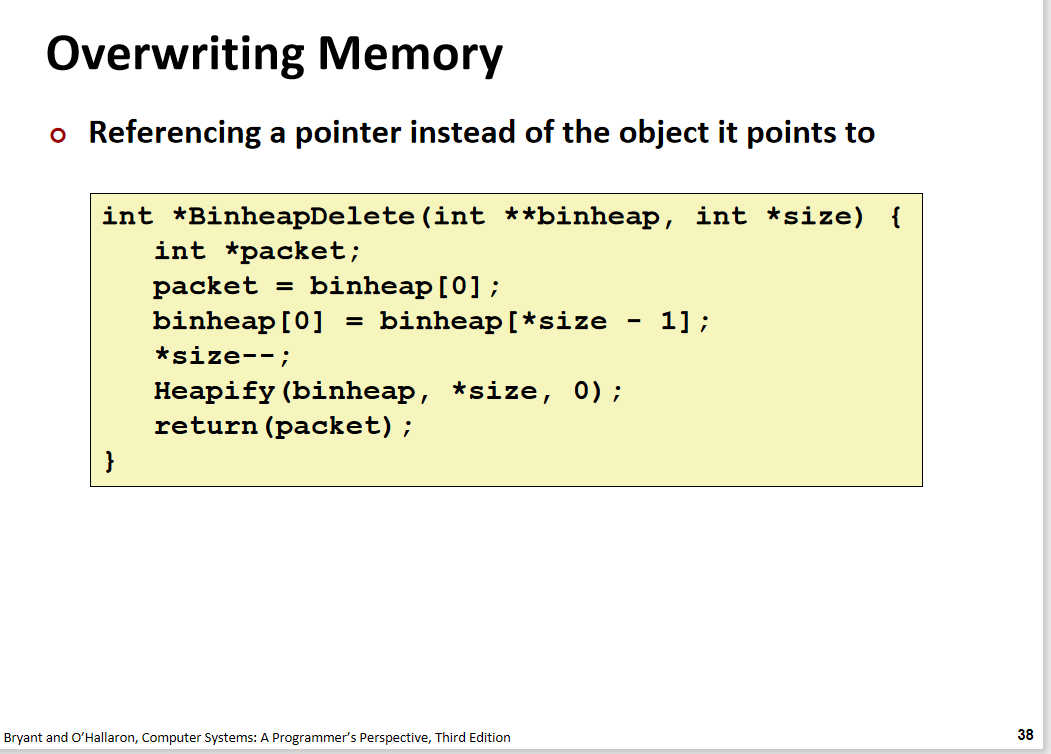 Overwriting Memory
Referencing a pointer instead of the object it points to
int *BinheapDelete(int **binheap, int *size) {
   int *packet;
   packet = binheap[0];
   binheap[0] = binheap[*size - 1];
   *size--;
   Heapify(binheap, *size, 0);
   return(packet);
}
Bryant and O’Hallaron, Computer Systems: A Programmer’s Perspective, Third Edition
38